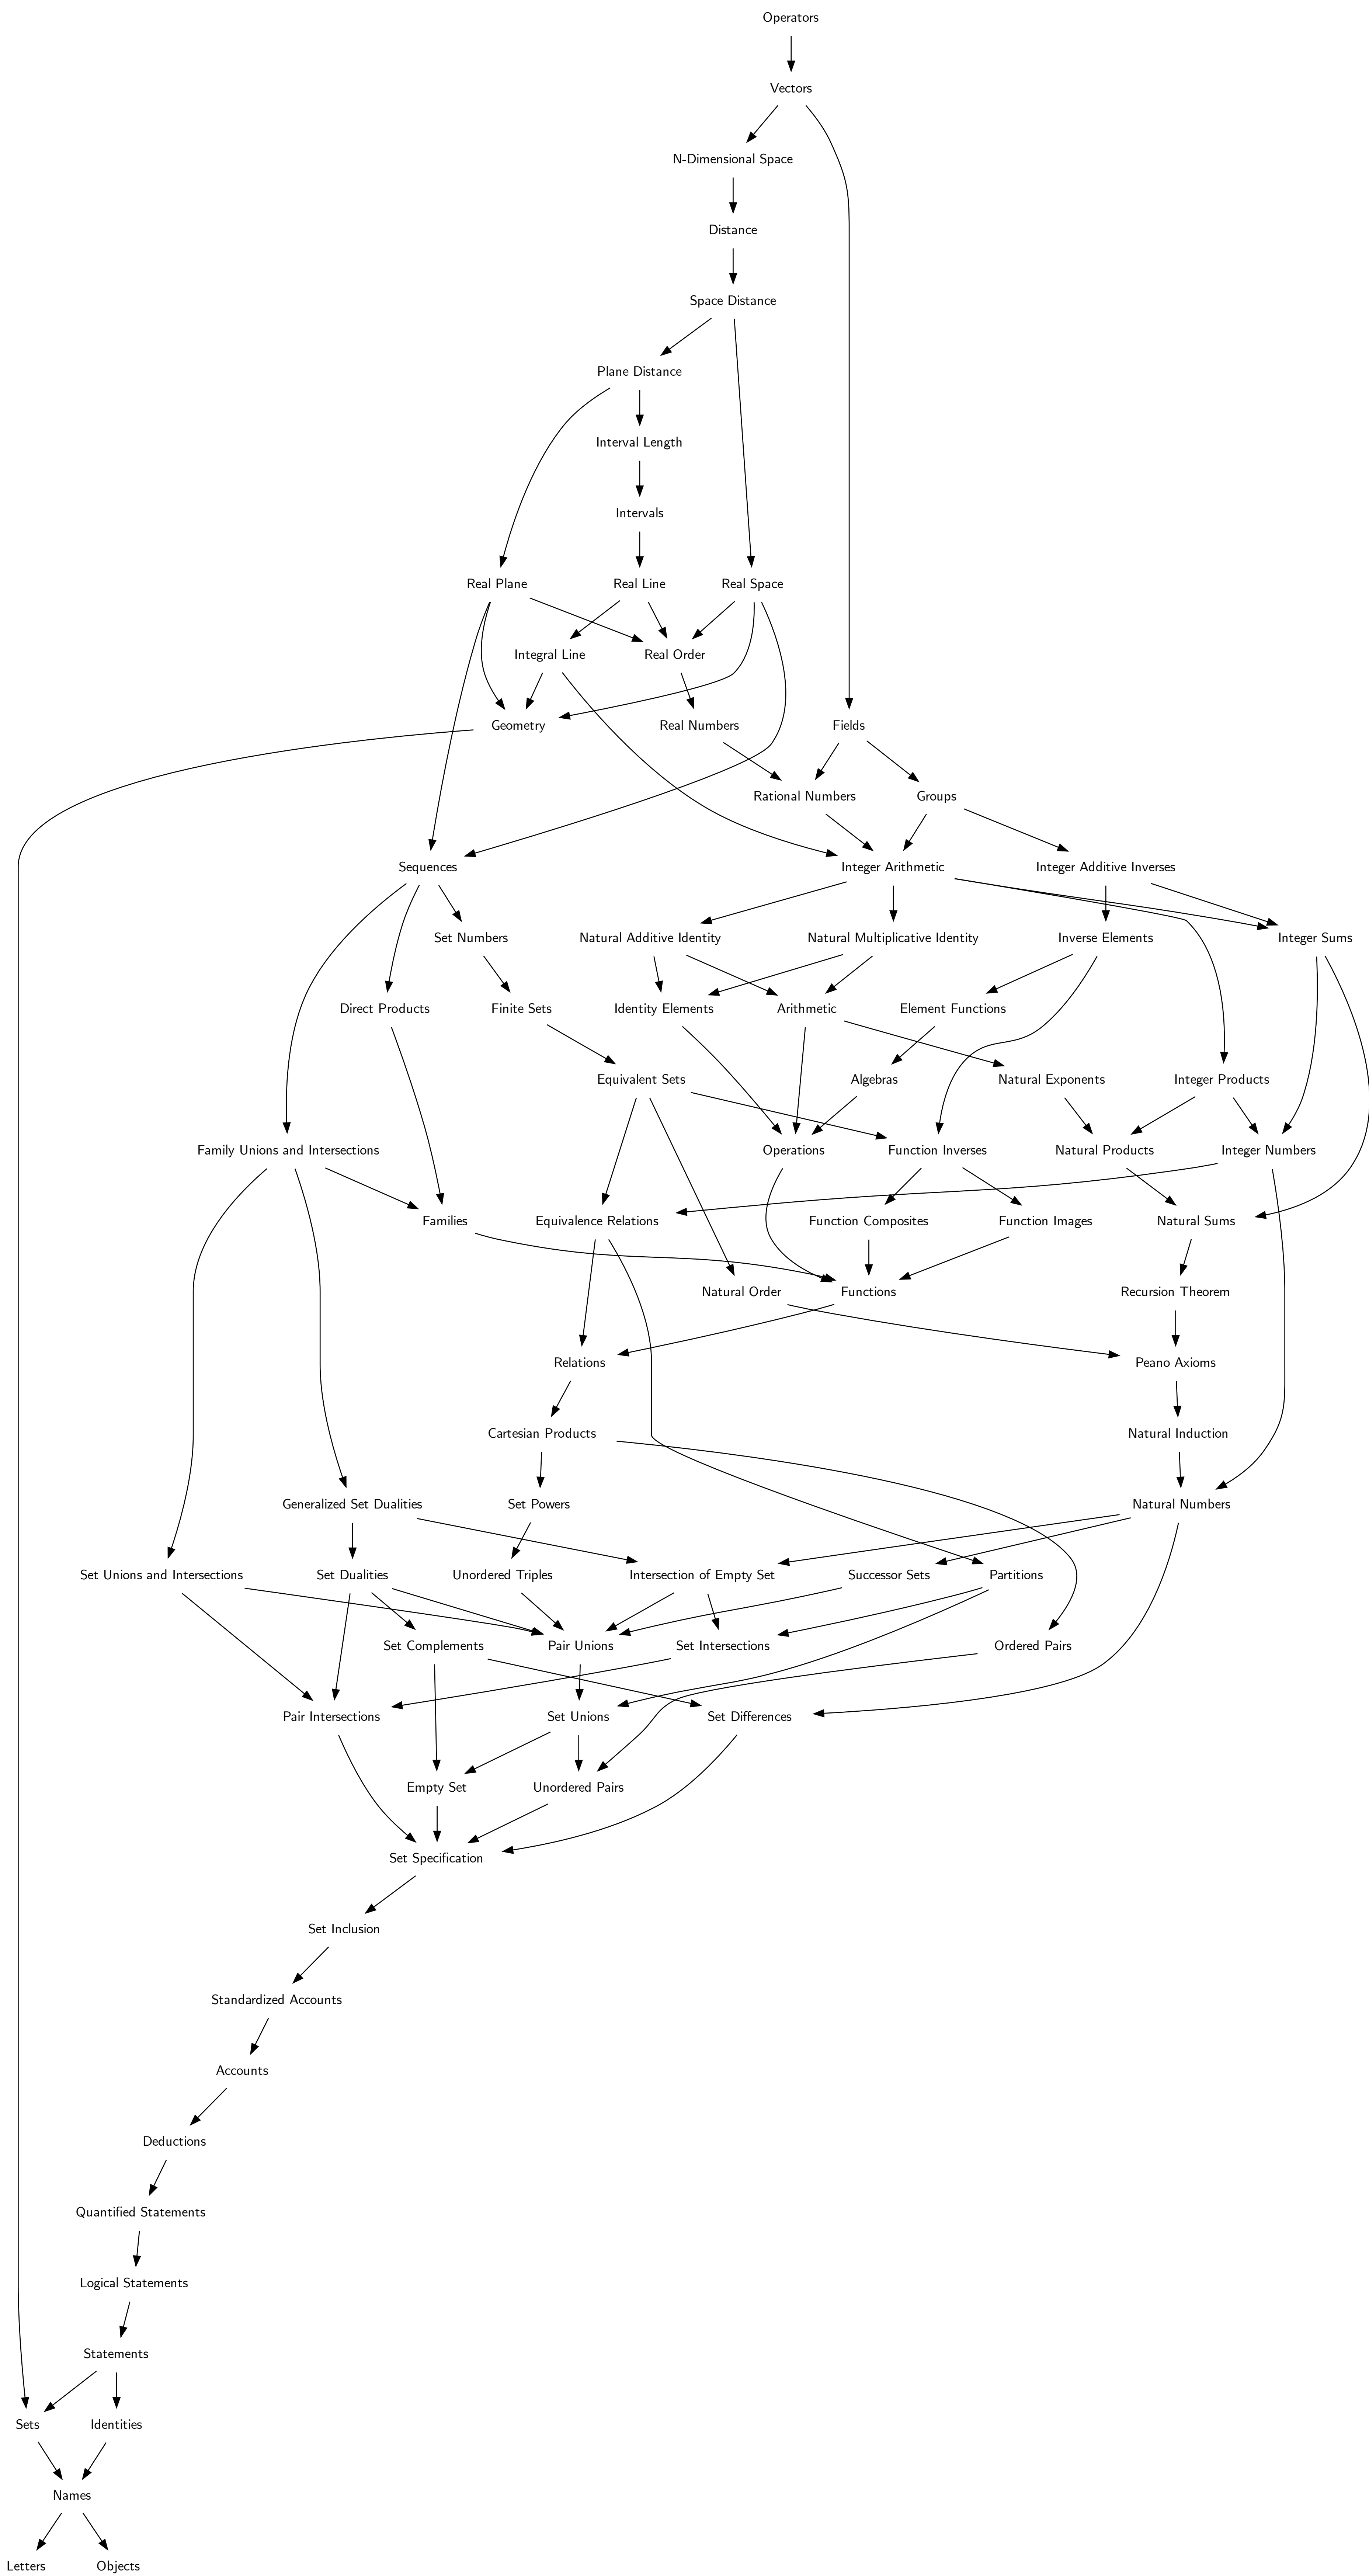 Operators
Vectors
N-Dimensional Space
Distance
Space Distance
Plane Distance
Interval Length
Intervals
Real Plane
Real Line
Real Space
Integral Line
Real Order
Geometry
Real Numbers
Fields
Rational Numbers
Groups
Sequences
Integer Arithmetic
Integer Additive Inverses
Set Numbers
Natural Additive Identity
Natural Multiplicative Identity
Inverse Elements
Integer Sums
Direct Products
Finite Sets
Identity Elements
Arithmetic
Element Functions
Equivalent Sets
Algebras
Natural Exponents
Integer Products
Family Unions and Intersections
Operations
Function Inverses
Natural Products
Integer Numbers
Families
Equivalence Relations
Function Composites
Function Images
Natural Sums
Natural Order
Functions
Recursion Theorem
Relations
Peano Axioms
Cartesian Products
Natural Induction
Generalized Set Dualities
Set Powers
Natural Numbers
Set Unions and Intersections
Set Dualities
Unordered Triples
Intersection of Empty Set
Successor Sets
Partitions
Set Complements
Pair Unions
Set Intersections
Ordered Pairs
Pair Intersections
Set Unions
Set Differences
Empty Set
Unordered Pairs
Set Specification
Set Inclusion
Standardized Accounts
Accounts
Deductions
Quantified Statements
Logical Statements
Statements
Sets
Identities
Names
Letters
Objects